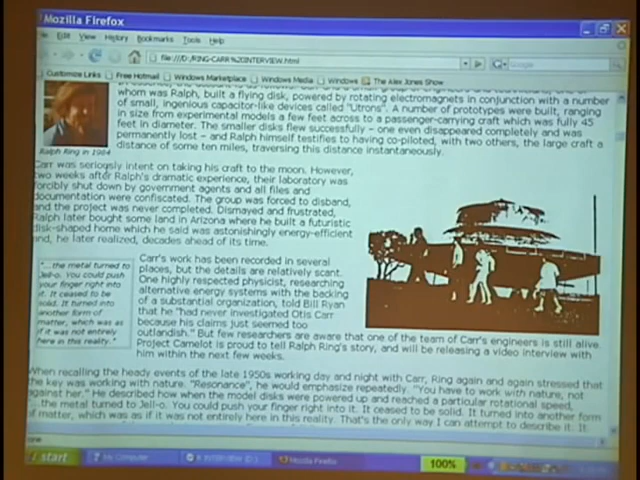 Mozilla Firefox
Edit View History Bookmarks Tools Help
file:///D:/RING-CARR%20INTERVIEW.html
Google
Customize Links Free Hotmail Windows Marketplace Windows Media Windows The Alex Jones Show
whom was Ralph, built a flying disk, powered by rotating electromagnets in conjunction with a number
of small, ingenious capacitor-like devices called "Utrons". A number of prototypes were built, ranging
in size from experimental models a few feet across to a passenger-carrying craft which was fully 45
feet in diameter. The smaller disks flew successfully – one even disappeared completely and was
permanently lost – and Ralph himself testifies to having co-piloted, with two others, the large craft a
distance of some ten miles, traversing this distance instantaneously.
Ralph Ring in 1984
Carr was seriously intent on taking his craft to the moon. However,
two weeks after Ralph's dramatic experience, their laboratory was
forcibly shut down by government agents and all files and
documentation were confiscated. The group was forced to disband,
and the project was never completed. Dismayed and frustrated,
Ralph later bought some land in Arizona where he built a futuristic
disk-shaped home which he said was astonishingly energy-efficient
and, he later realized, decades ahead of its time.
"...the metal turned to
Jell-o. You could push
your finger right into
it. It ceased to be
solid. It turned into
another form of
matter, which was as
if it was not entirely
here in this reality."
Carr's work has been recorded in several
places, but the details are relatively scant.
One highly respected physicist, researching
alternative energy systems with the backing
of a substantial organization, told Bill Ryan
that he "had never investigated Otis Carr
because his claims just seemed too
outlandish." But few researchers are aware that one of Carr's engineers is still alive.
Project Camelot is proud to tell Ralph Ring's story, and will be releasing a video interview with
him within the next few weeks.
When recalling the heady events of the late 1950s working day and night with Carr, Ring again and again stressed that
the key was working with nature. "Resonance", he would emphasize repeatedly. "You have to work with nature, not
against her." He described how when the model disks were powered up and reached a particular rotational speed,
"...the metal turned to Jell-o. You could push your finger right into it. It ceased to be solid. It turned into another form
of matter, which was as if it was not entirely here in this reality. That's the only way I can attempt to describe it. It
start
My Computer
INTERVIEW (D:)
Mozilla Firefox
100%